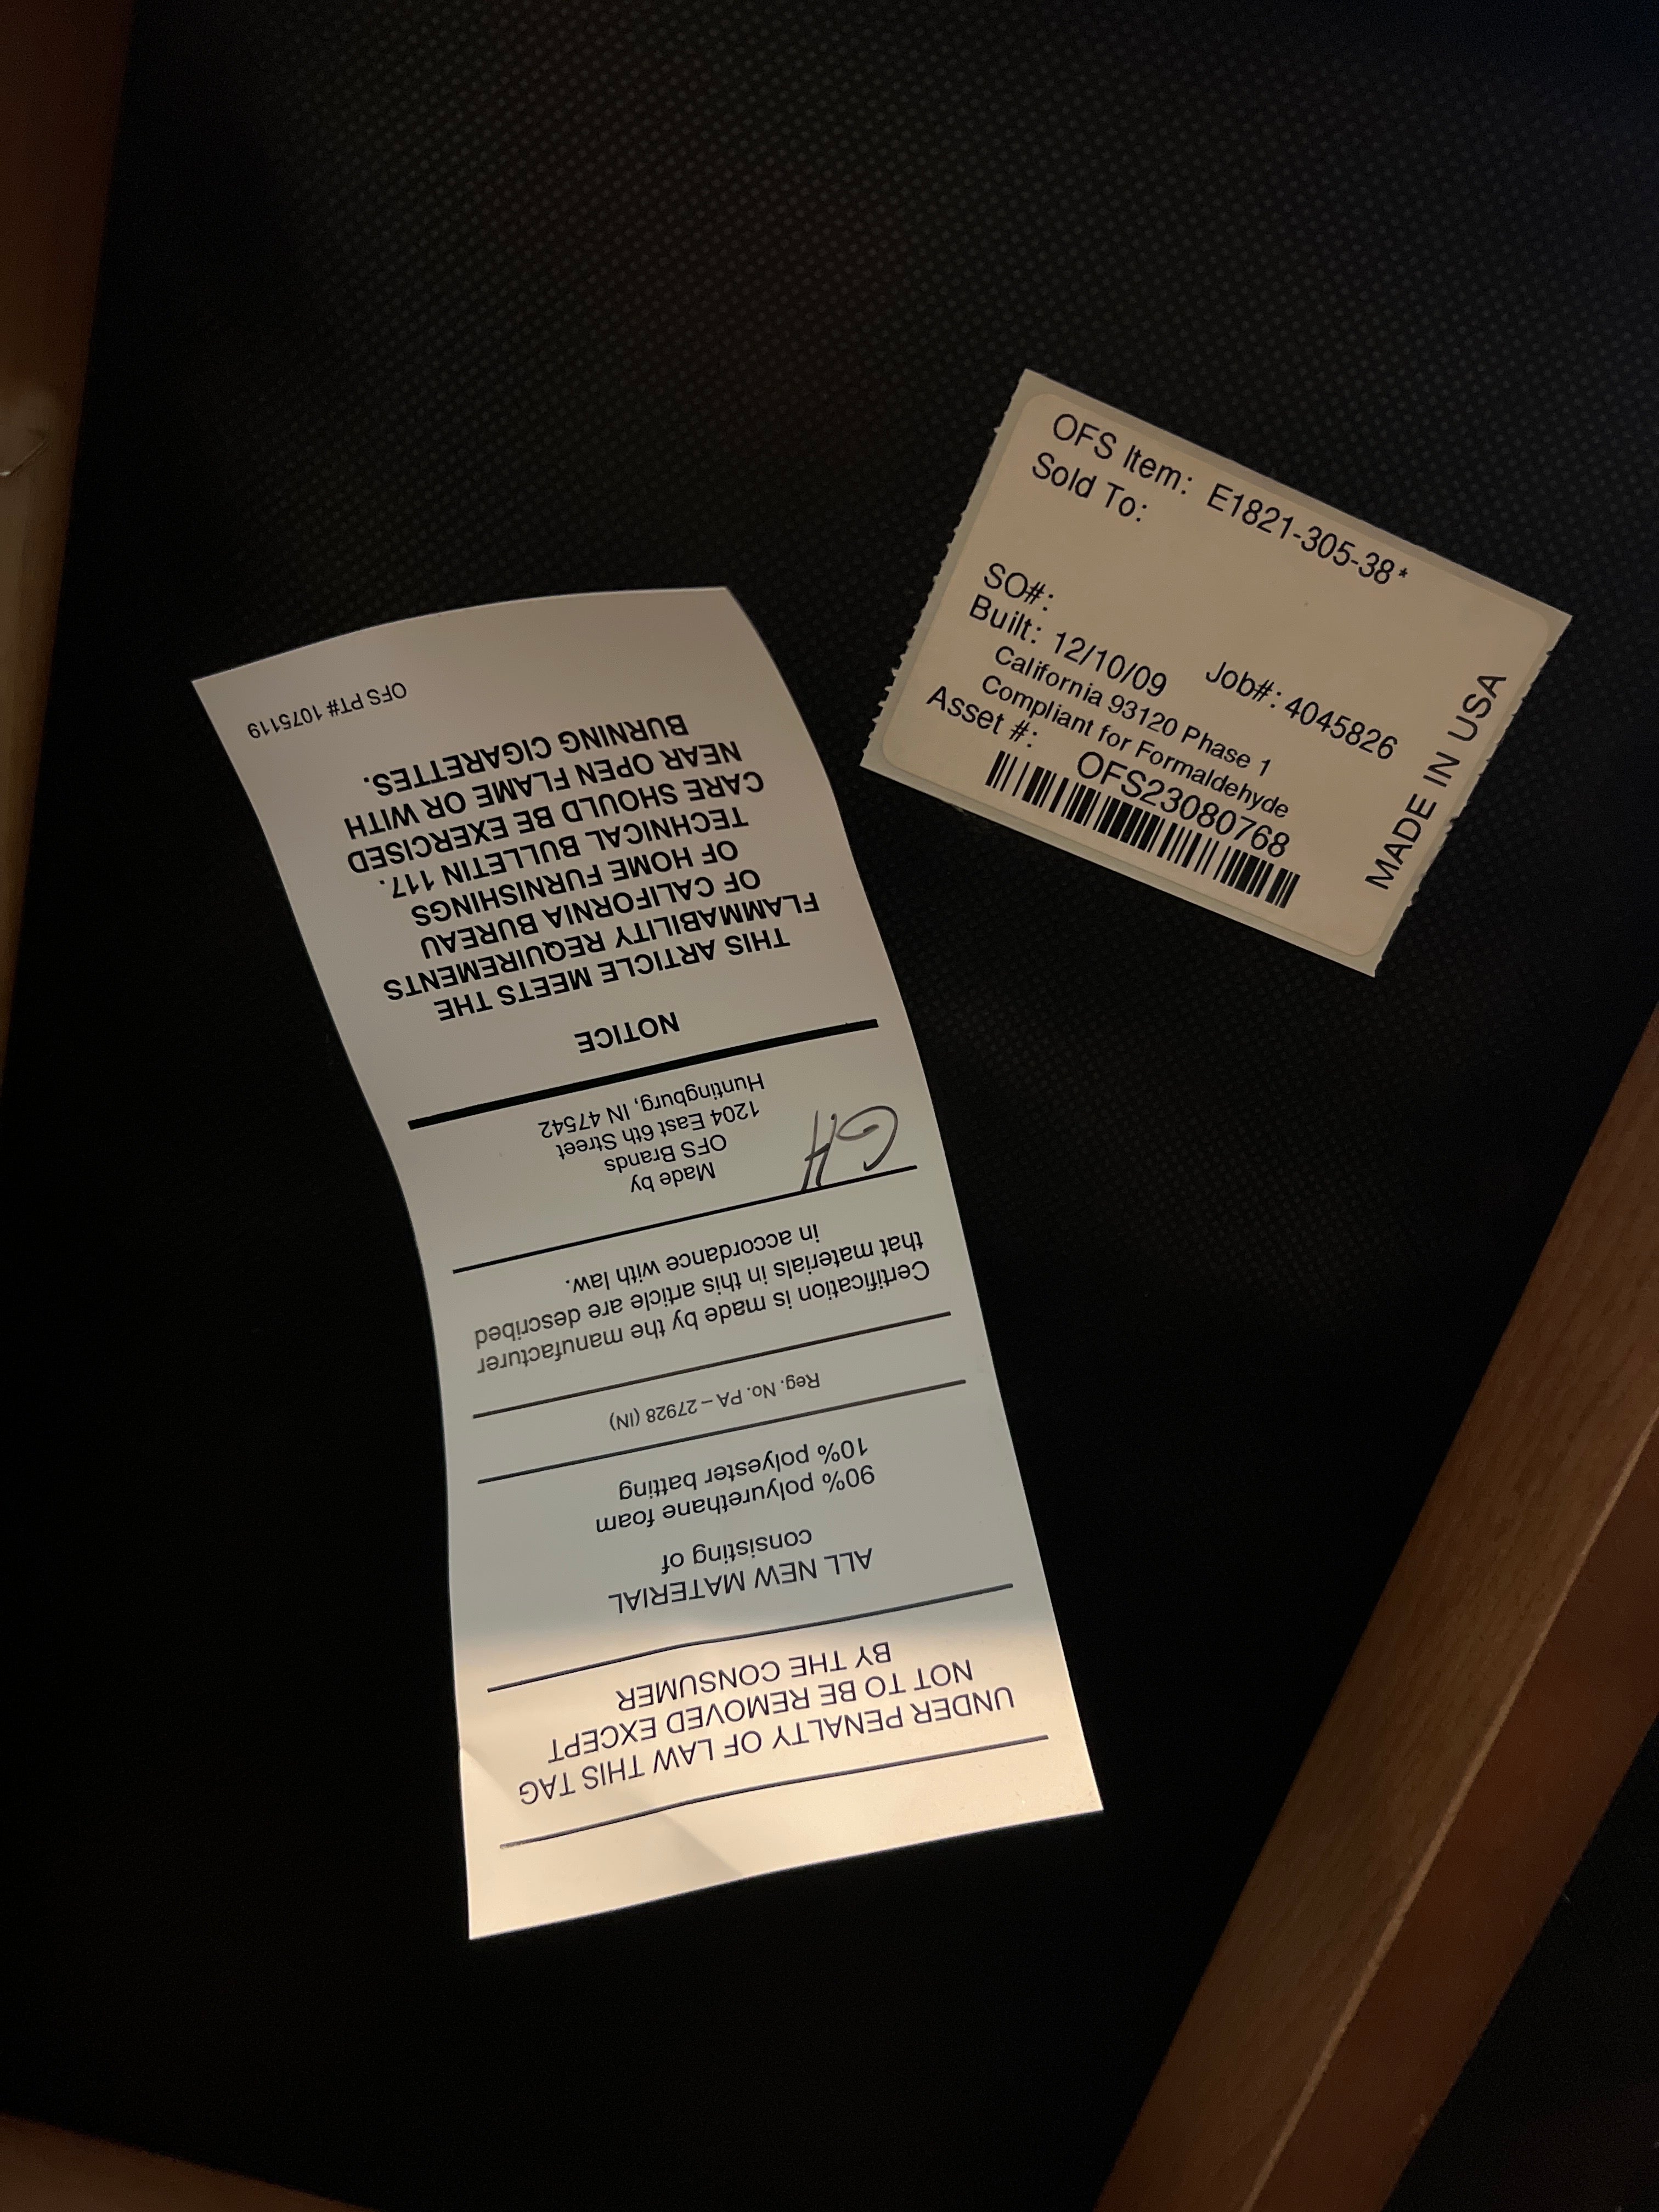 OFS Item: E1821-305-38*
Sold To:
SO#:
Built: 12/10/09 Job#: 4045826
California 93120 Phase 1
Compliant for Formaldehyde
Asset #: OFS23080768
MADE IN USA
UNDER PENALTY OF LAW THIS TAG
NOT TO BE REMOVED EXCEPT
BY THE CONSUMER
ALL NEW MATERIAL
consisting of
90% polyurethane foam
10% polyester batting
Reg. No. PA – 27928 (IN)
Certification is made by the manufacturer
that materials in this article are described
in accordance with law.
GH
Made by
OFS Brands
1204 East 6th Street
Huntingburg, IN 47542
NOTICE
THIS ARTICLE MEETS THE
FLAMMABILITY REQUIREMENTS
OF CALIFORNIA BUREAU
OF HOME FURNISHINGS
TECHNICAL BULLETIN 117.
CARE SHOULD BE EXERCISED
NEAR OPEN FLAME OR WITH
BURNING CIGARETTES.
OFS PT# 1075119